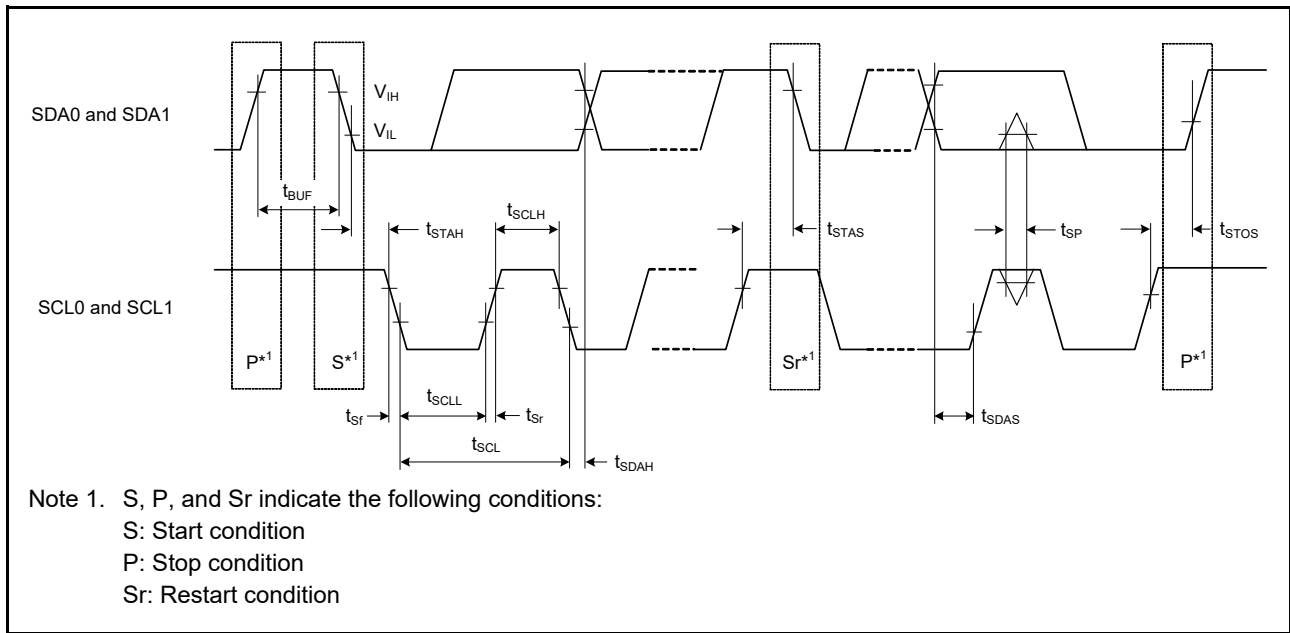 SDA0 and SDA1
V_IH
V_IL
t_BUF
t_STAH
t_SCLH
t_STAS
t_SP
t_STOS
SCL0 and SCL1
P*1
S*1
Sr*1
P*1
t_Sf
t_SCLL
t_Sr
t_SDAS
t_SCL
t_SDAH
Note 1. S, P, and Sr indicate the following conditions:
S: Start condition
P: Stop condition
Sr: Restart condition